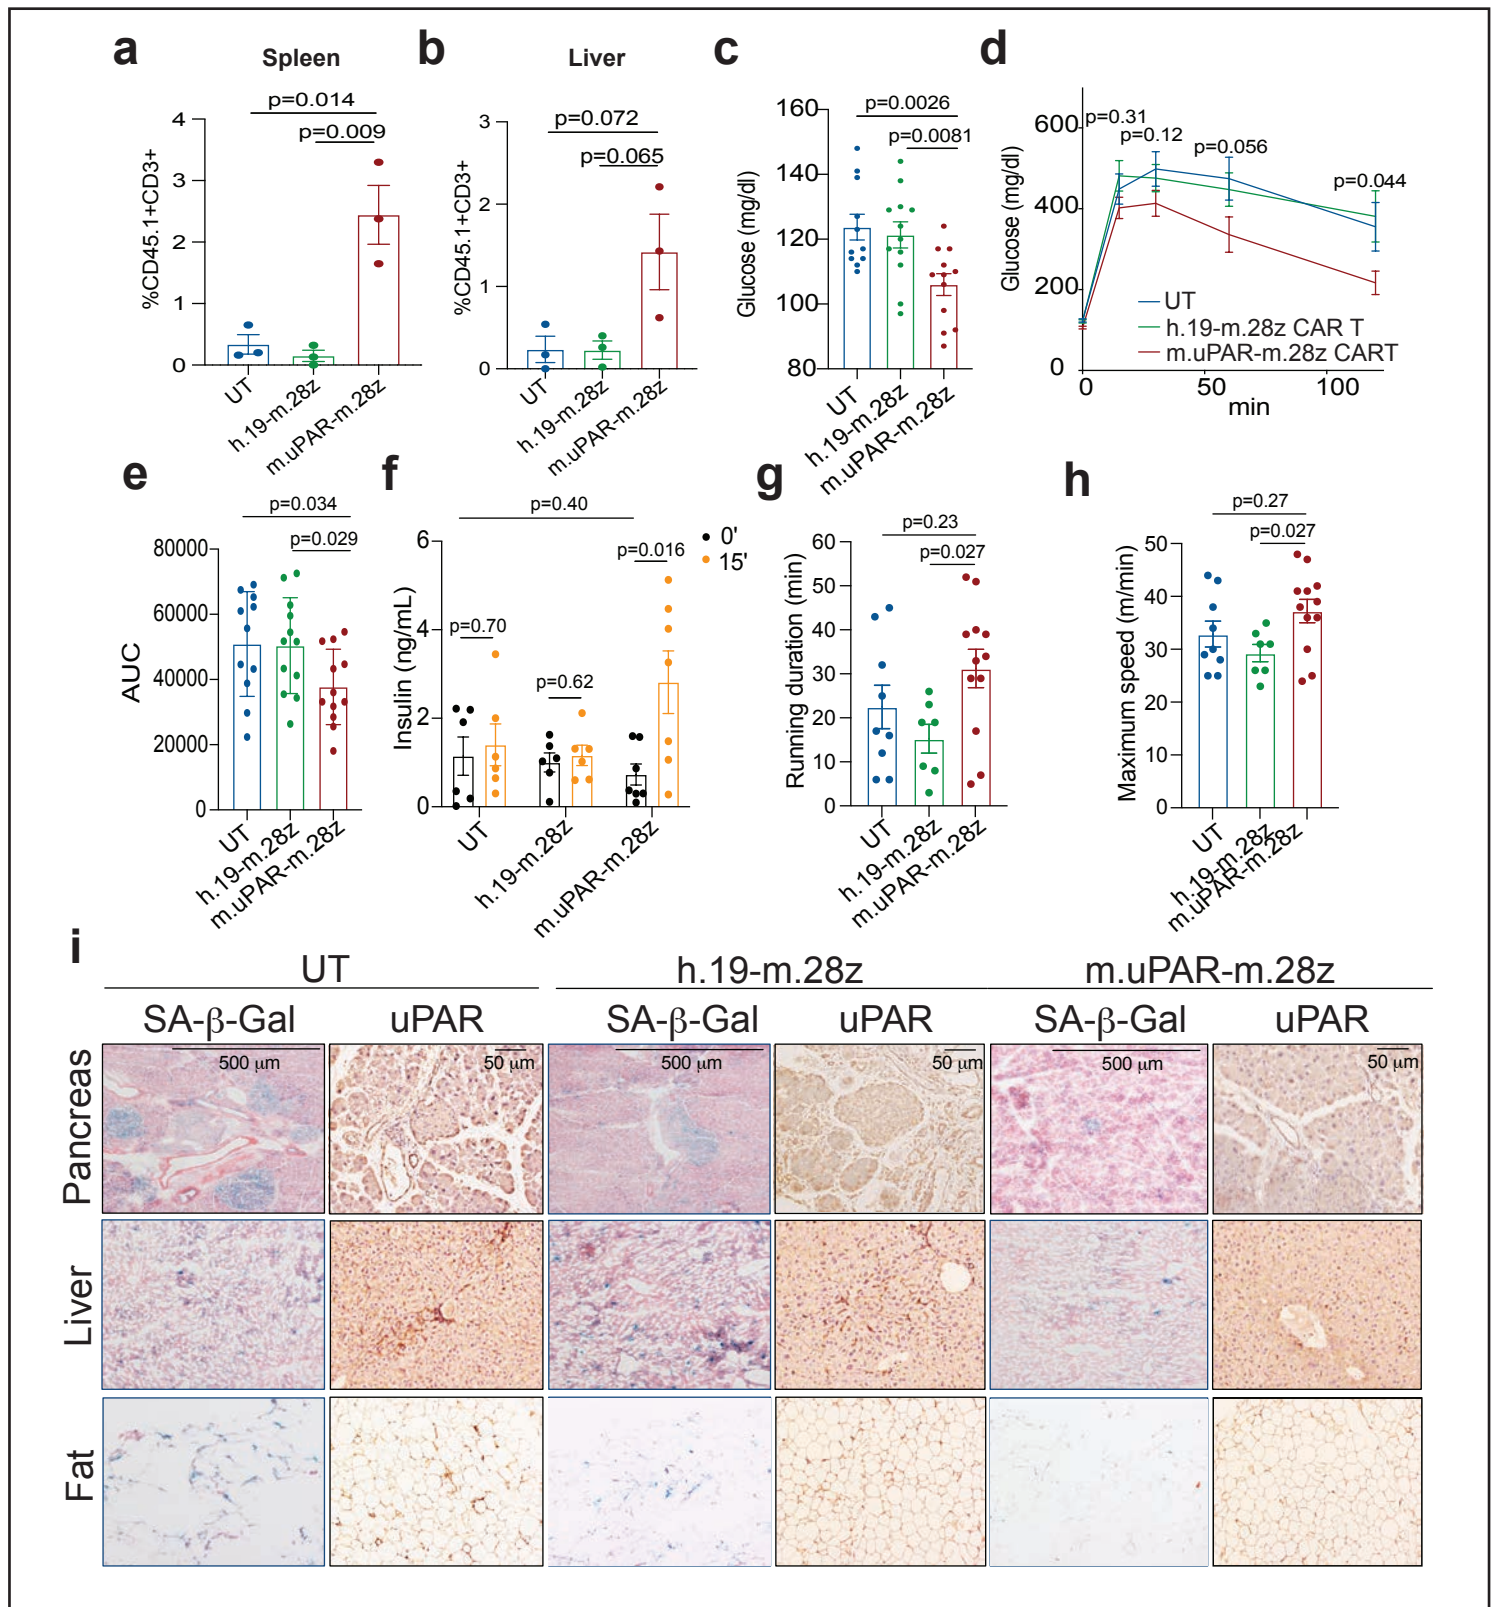 a
Spleen
p=0.014
p=0.009
%CD45.1+CD3+
4
3
2
1
0
UT
h.19-m.28z
m.uPAR-m.28z
b
Liver
p=0.072
p=0.065
%CD45.1+CD3+
3
2
1
0
UT
h.19-m.28z
m.uPAR-m.28z
c
p=0.0026
p=0.0081
Glucose (mg/dl)
160
140
120
100
80
UT
h.19-m.28z
m.uPAR-m.28z
d
p=0.31
p=0.12
p=0.056
p=0.044
Glucose (mg/dl)
600
400
200
0
UT
h.19-m.28z CAR T
m.uPAR-m.28z CART
0
50
100
min
e
p=0.034
p=0.029
AUC
80000
60000
40000
20000
0
UT
h.19-m.28z
m.uPAR-m.28z
f
p=0.40
0'
15'
p=0.016
p=0.70
p=0.62
Insulin (ng/mL)
6
4
2
0
UT
h.19-m.28z
m.uPAR-m.28z
g
p=0.23
p=0.027
Running duration (min)
60
50
40
30
20
10
0
UT
h.19-m.28z
m.uPAR-m.28z
h
p=0.27
p=0.027
Maximum speed (m/min)
50
40
30
20
10
0
UT
h.19-m.28z
m.uPAR-m.28z
i
UT h.19-m.28z m.uPAR-m.28z
SA-β-Gal uPAR SA-β-Gal uPAR SA-β-Gal uPAR
Pancreas
500 μm 50 μm 500 μm 50 μm 500 μm 50 μm
Liver
Fat